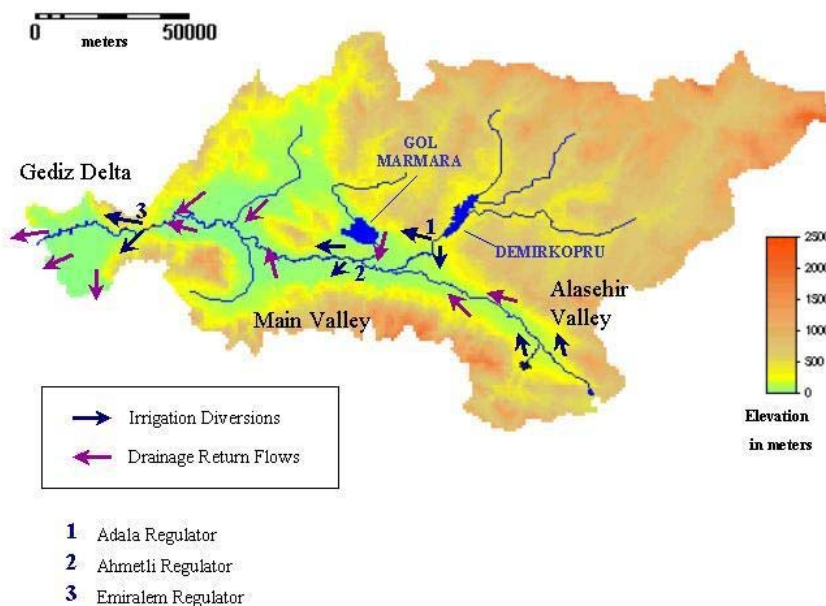 0 50000
meters
GOL
MARMARA
Gediz Delta
3
1
DEMIRKOPRU
2
Alasehir
Valley
Main Valley
2500
2000
1500
1000
500
0
Elevation
in meters
Irrigation Diversions
Drainage Return Flows
1 Adala Regulator
2 Ahmetli Regulator
3 Emiralem Regulator